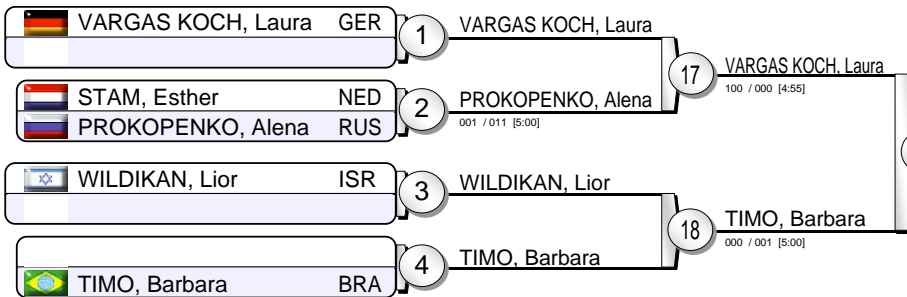 VARGAS KOCH, Laura GER
1
VARGAS KOCH, Laura
17
VARGAS KOCH, Laura
100 / 000 [4:55]
STAM, Esther NED
PROKOPENKO, Alena RUS
2
PROKOPENKO, Alena
001 / 011 [5:00]
WILDIKAN, Lior ISR
3
WILDIKAN, Lior
18
TIMO, Barbara
000 / 001 [5:00]
TIMO, Barbara BRA
4
TIMO, Barbara